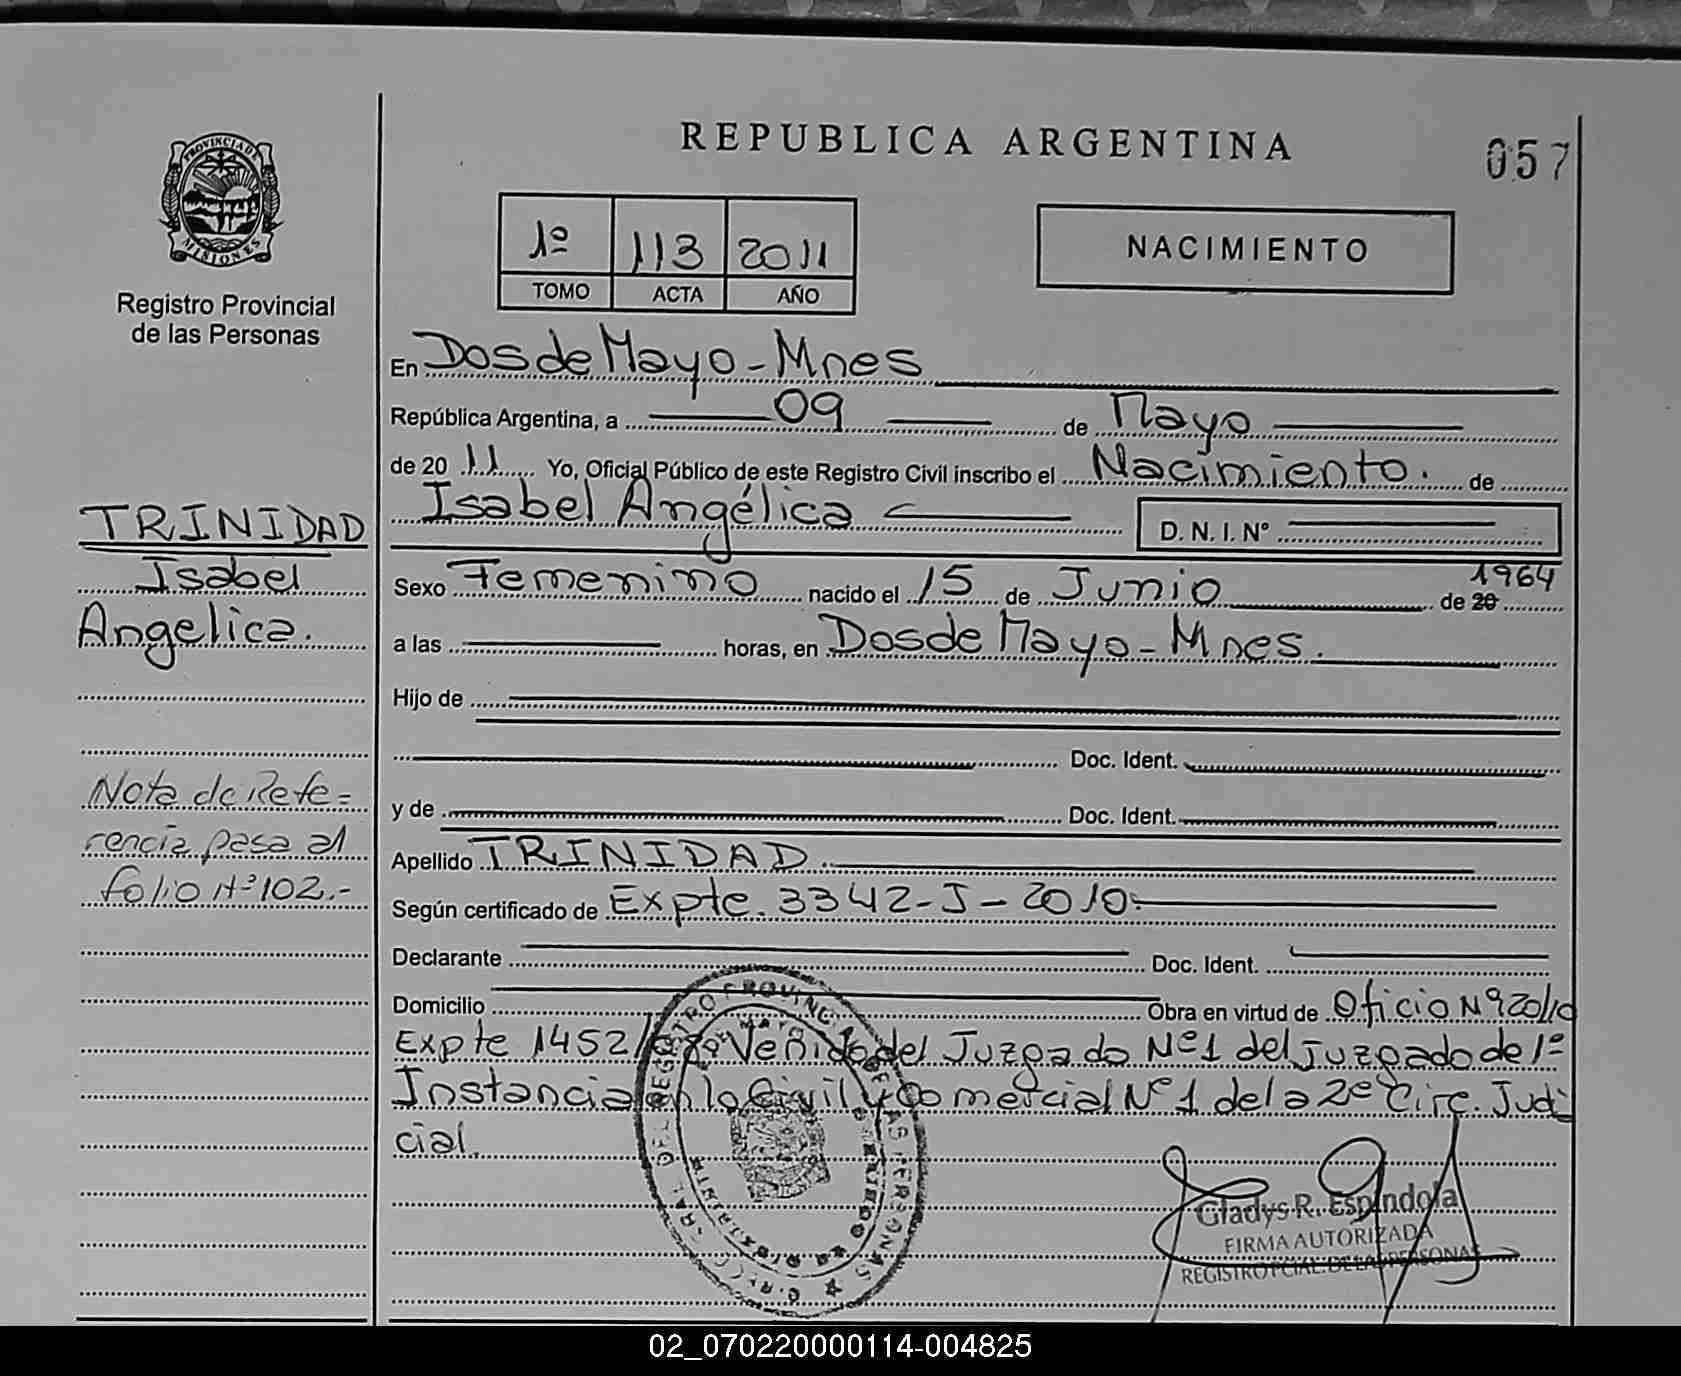 REPUBLICA ARGENTINA
057
PROVINCIA DE
MISIONES
Registro Provincial
de las Personas
1º 113 2011
TOMO ACTA AÑO
NACIMIENTO
En Dos de Mayo - Mnes
República Argentina, a 09 de Mayo
de 20 11 Yo, Oficial Público de este Registro Civil inscribo el Nacimiento. de
Isabel Angélica D. N. I. Nº
TRINIDAD
Isabel
Angelica.
Sexo Femenino nacido el 15 de Junio de 20 1964
a las horas, en Dos de Mayo - Mnes.
Hijo de
Doc. Ident.
y de Doc. Ident.
Nota de Refe=
rencia pasa al
folio Nº 102.-
Apellido TRINIDAD
Según certificado de Expte. 3342-J-2010.
Declarante Doc. Ident.
Domicilio Obra en virtud de Oficio Nº 920/10
Expte 1452/ Venido del Juzgado Nº 1 del Juzgado de 1º
Instancia en lo Civil y Comercial Nº 1 de la 2º Circ. Judi
cial.
Gladys R. Espindola
FIRMA AUTORIZADA
REGISTRO PCIAL. DE LAS PERSONAS
02_070220000114-004825